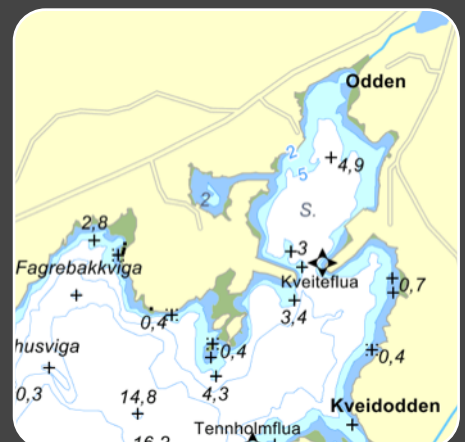 Odden
2
5
4,9
2
S.
2,8
3
Fagrebakkviga
Kveiteflua
0,7
3,4
0,4
husviga
0,4
0,4
4,3
0,3
14,8
Kveidodden
Tennholmflua